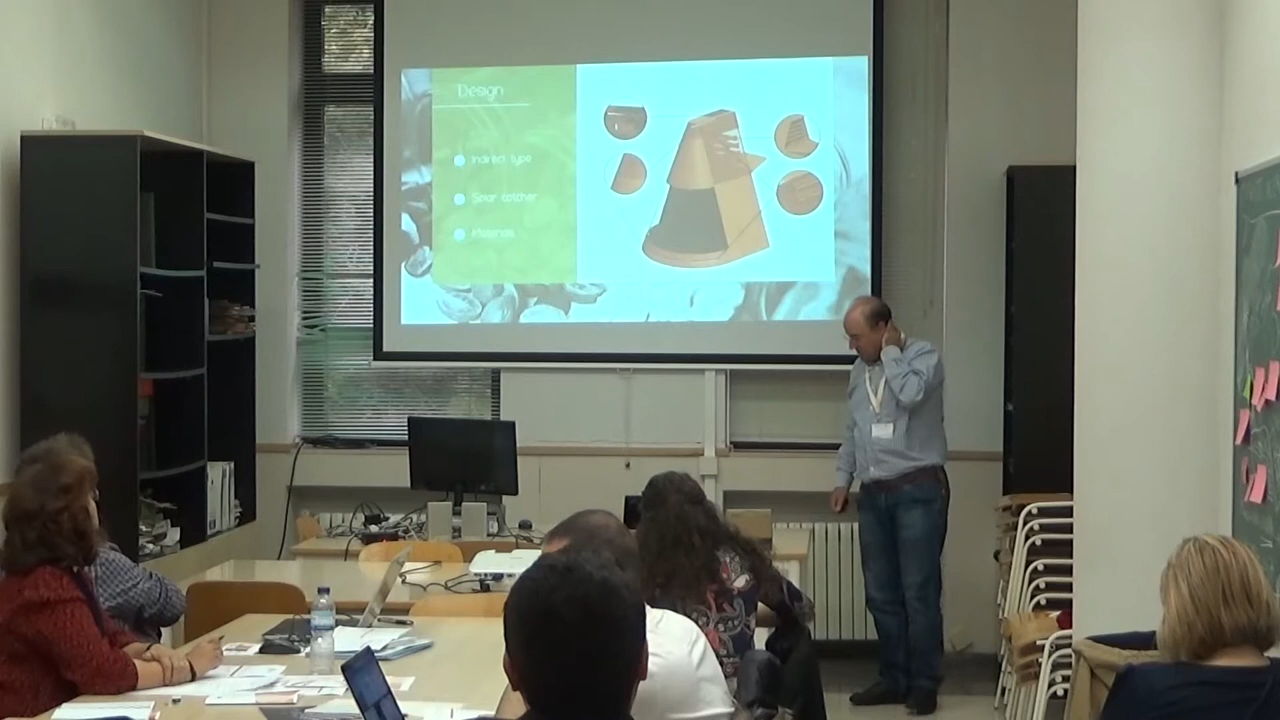 Design
Indirect type
Solar catcher
Materials